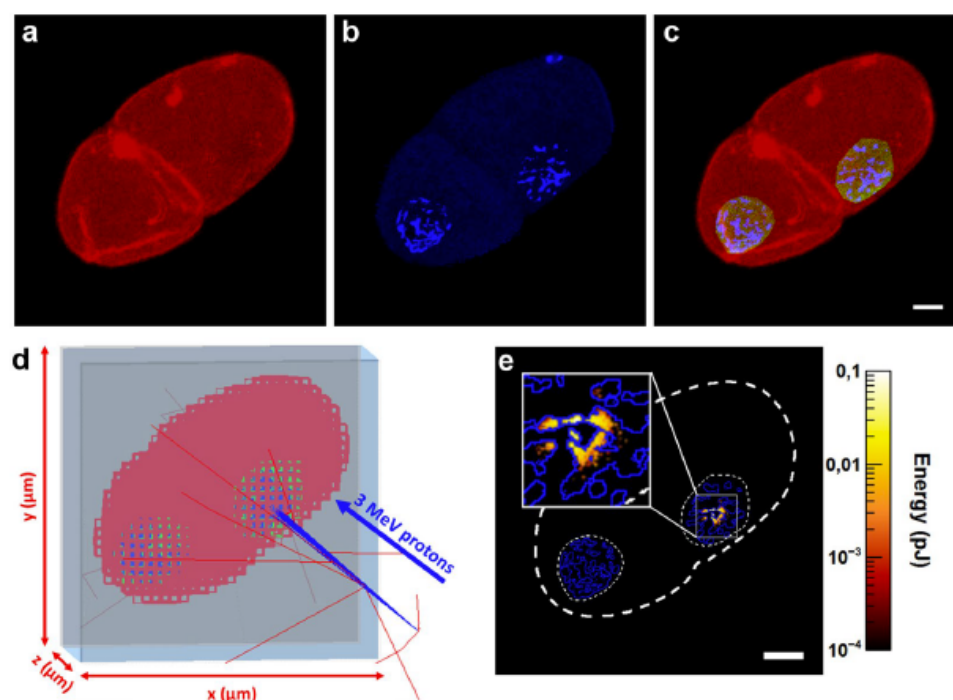 a
b
c
d
y (μm)
z (μm)
x (μm)
3 MeV protons
e
0,1
0,01
10⁻³
10⁻⁴
Energy (pJ)